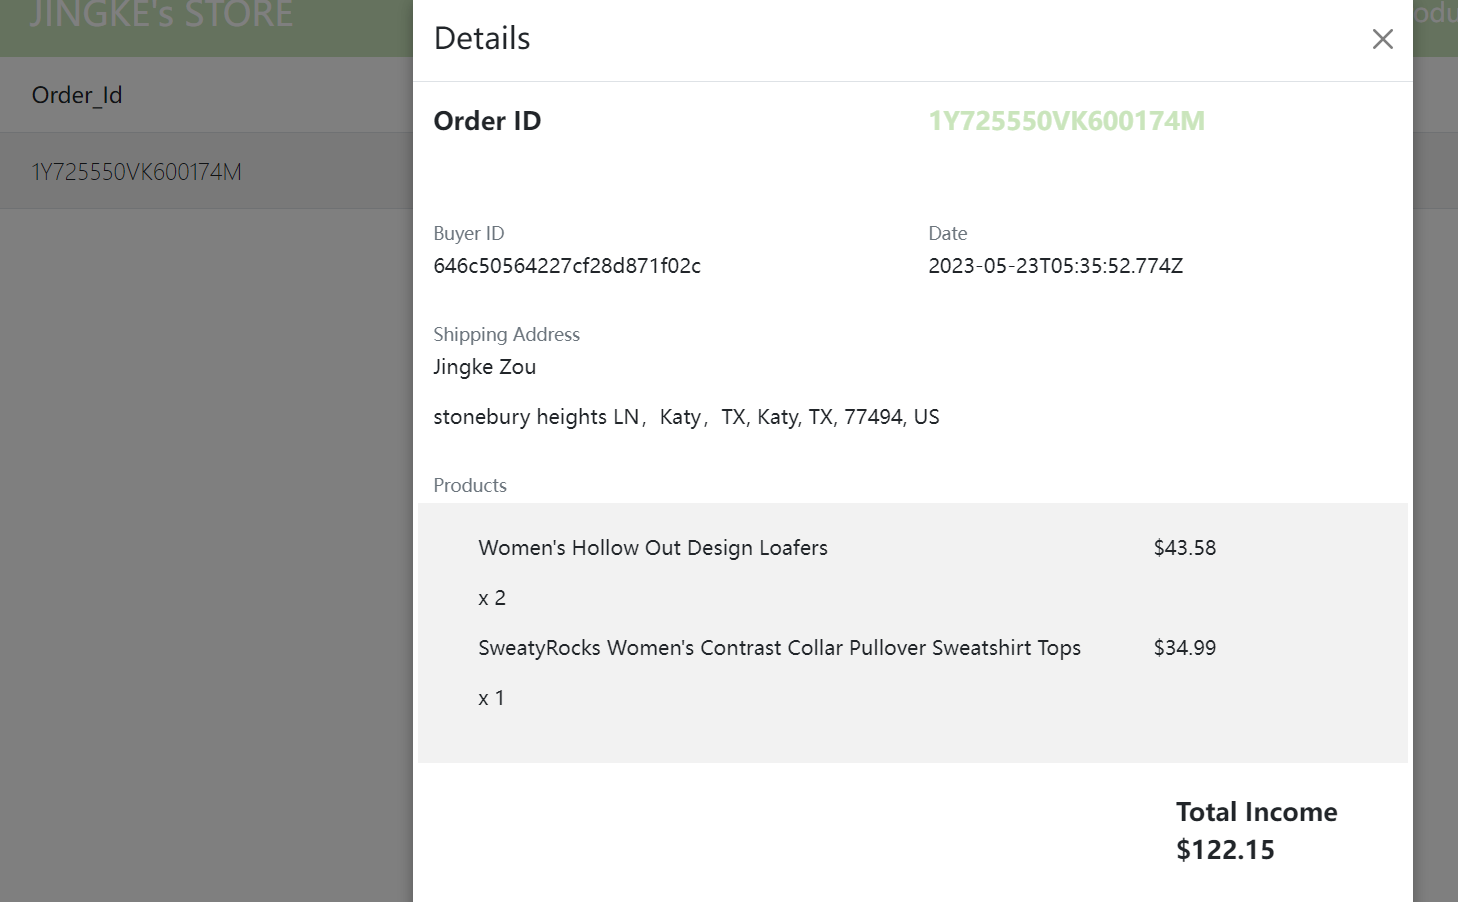 JINGKE's STORE
Order_Id
1Y725550VK600174M
Details
Order ID
1Y725550VK600174M
Buyer ID
Date
646c50564227cf28d871f02c
2023-05-23T05:35:52.774Z
Shipping Address
Jingke Zou
stonebury heights LN，Katy，TX, Katy, TX, 77494, US
Products
Women's Hollow Out Design Loafers
$43.58
x 2
SweatyRocks Women's Contrast Collar Pullover Sweatshirt Tops
$34.99
x 1
Total Income
$122.15